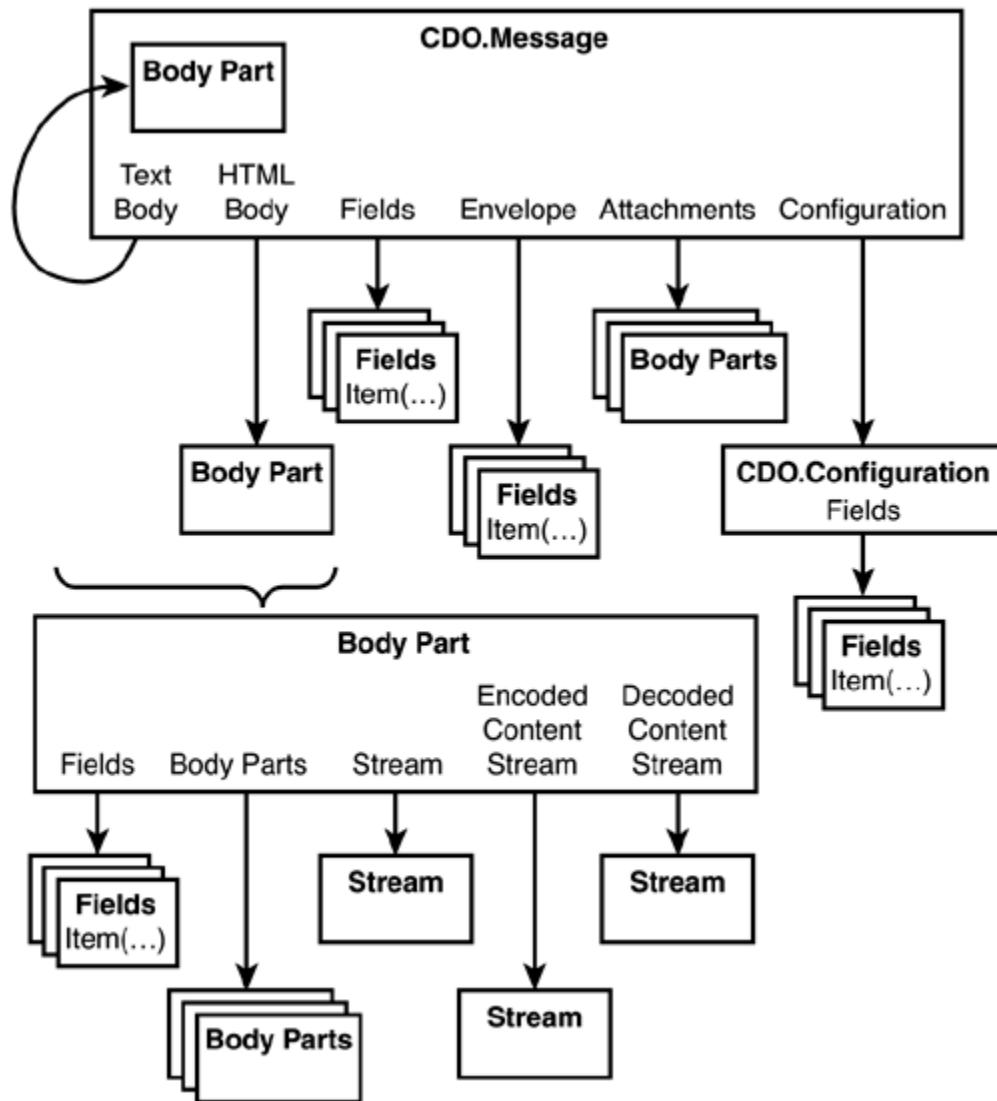 CDO.Message
Body Part
Text HTML
Body Body Fields Envelope Attachments Configuration
Fields
Item(...)
Body Parts
Body Part
Fields
Item(...)
CDO.Configuration
Fields
Fields
Item(...)
Body Part
Encoded Decoded
Content Content
Fields Body Parts Stream Stream Stream
Fields
Item(...)
Stream
Stream
Body Parts
Stream